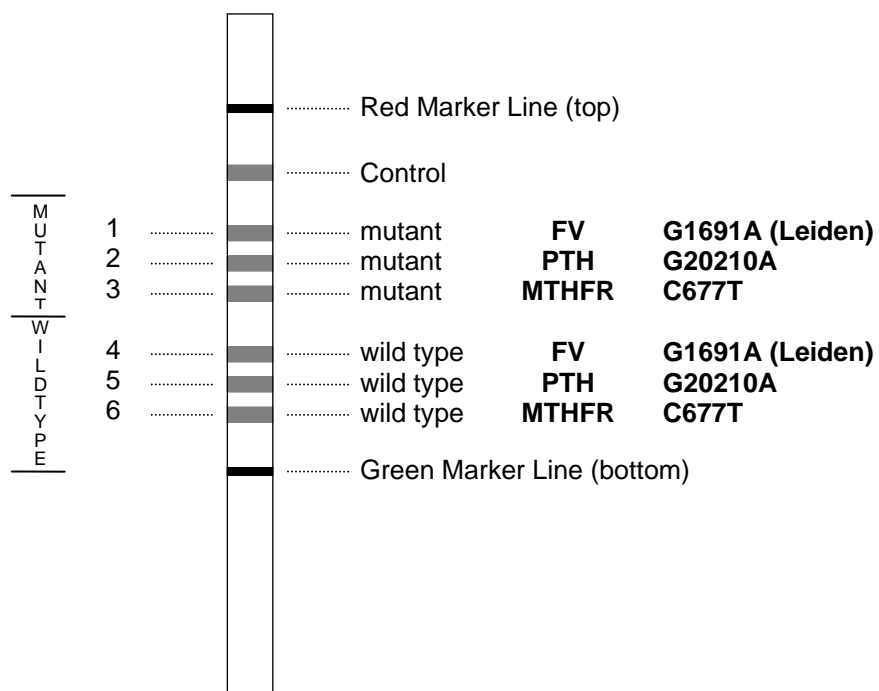 Red Marker Line (top)
Control
MUTANT
1 mutant FV G1691A (Leiden)
2 mutant PTH G20210A
3 mutant MTHFR C677T
WILDTYPE
4 wild type FV G1691A (Leiden)
5 wild type PTH G20210A
6 wild type MTHFR C677T
Green Marker Line (bottom)